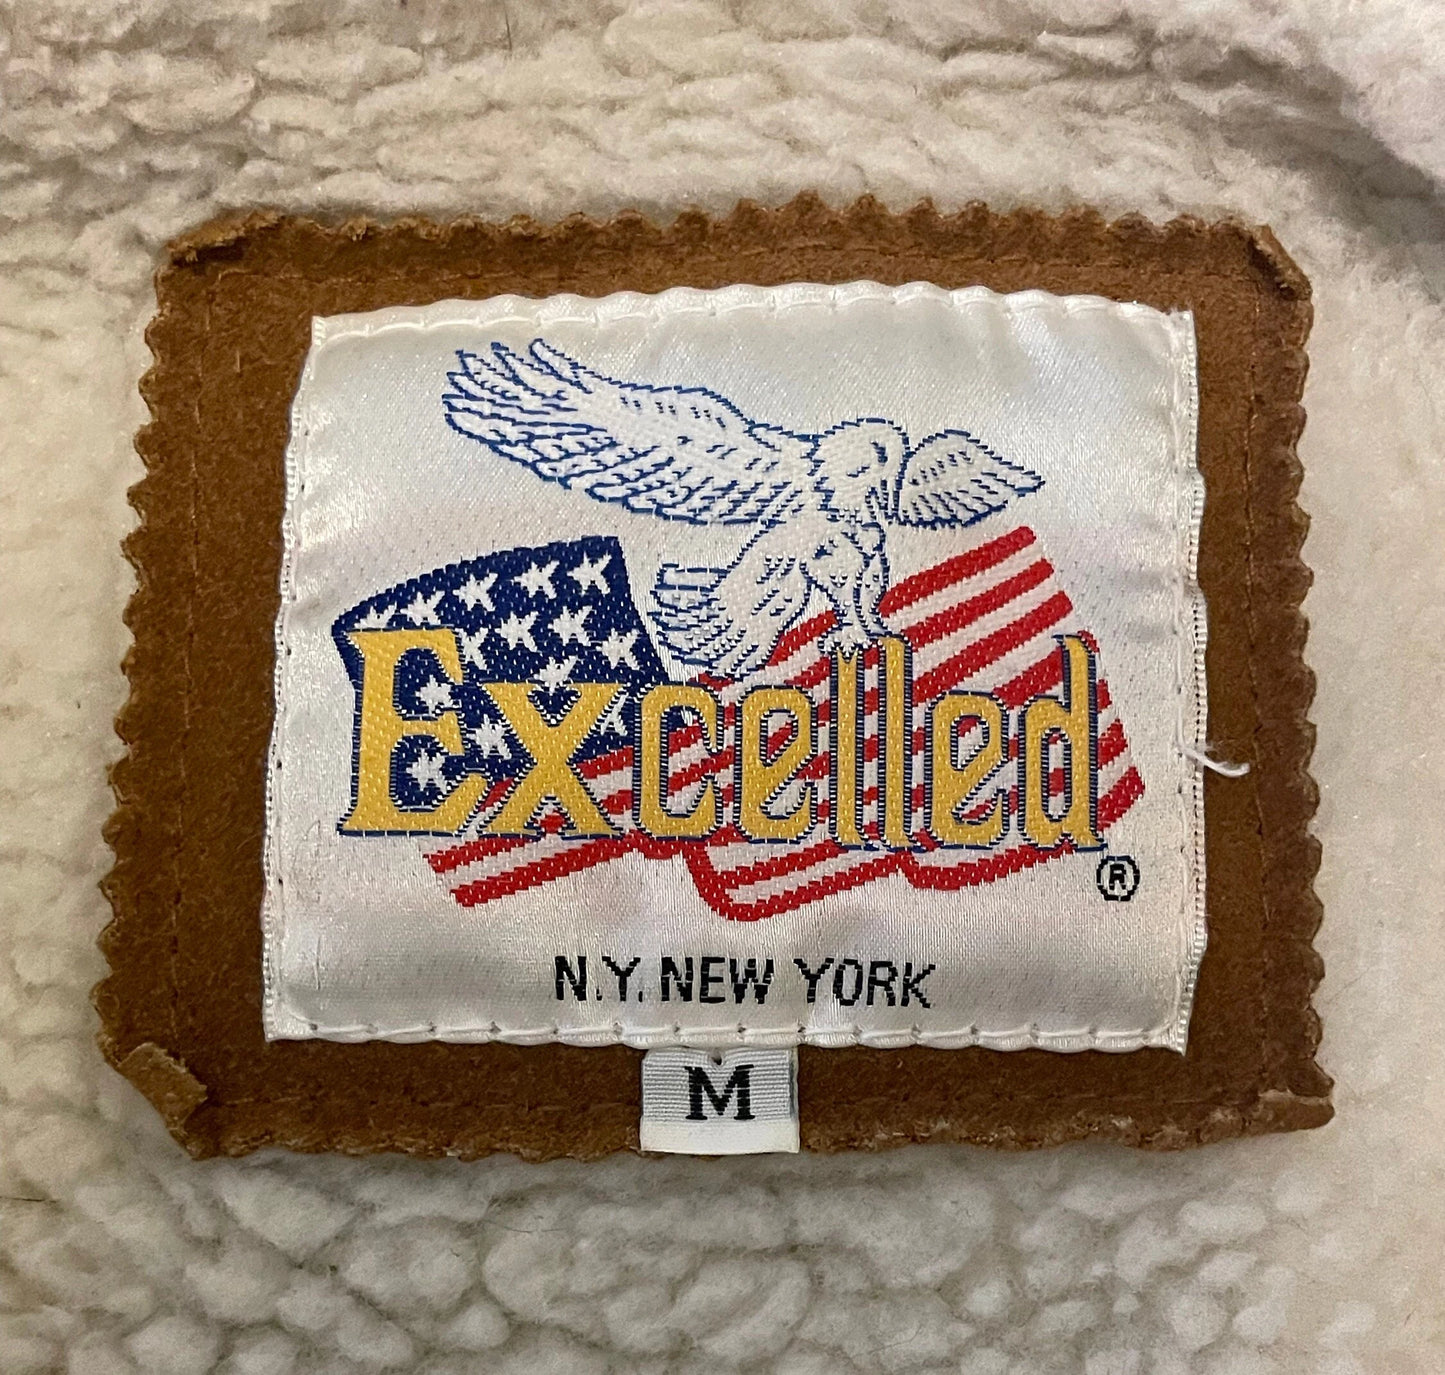 Excelled
®
N.Y. NEW YORK
M